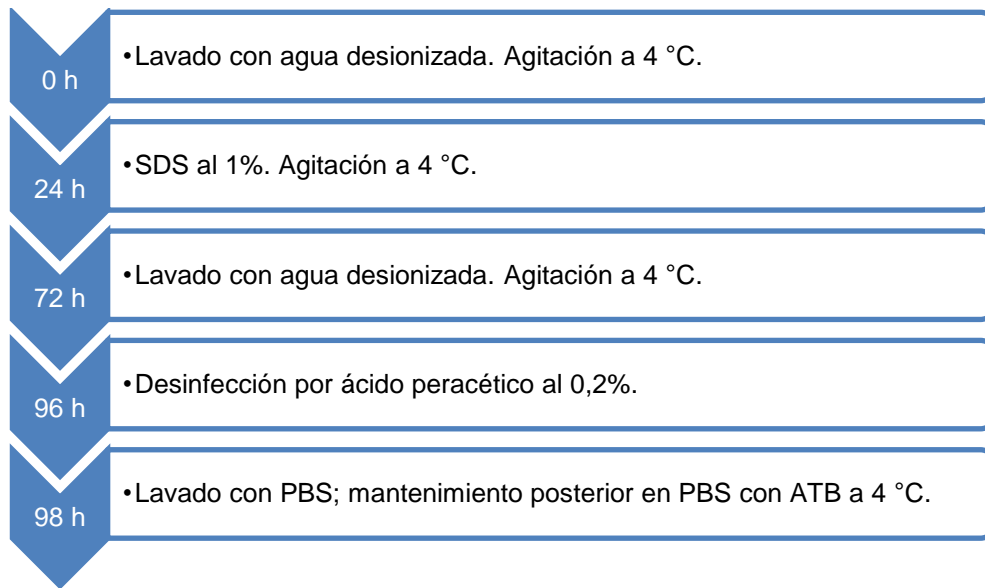 0 h
•Lavado con agua desionizada. Agitación a 4 °C.
24 h
•SDS al 1%. Agitación a 4 °C.
72 h
•Lavado con agua desionizada. Agitación a 4 °C.
96 h
•Desinfección por ácido peracético al 0,2%.
98 h
•Lavado con PBS; mantenimiento posterior en PBS con ATB a 4 °C.